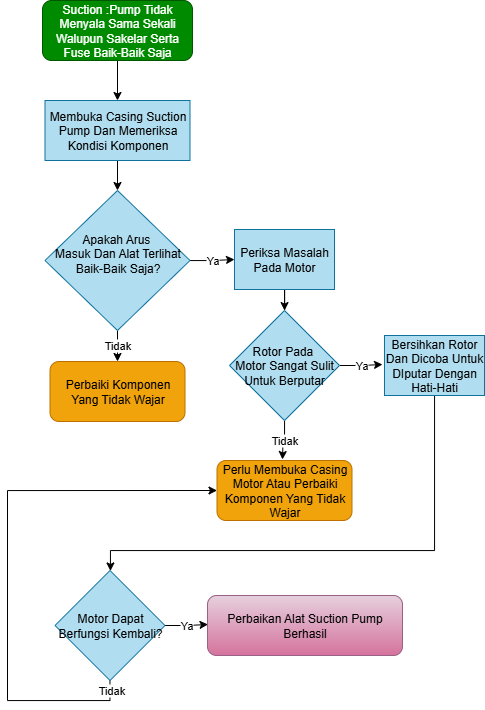 Suction :Pump Tidak
Menyala Sama Sekali
Walupun Sakelar Serta
Fuse Baik-Baik Saja
Membuka Casing Suction
Pump Dan Memeriksa
Kondisi Komponen
Apakah Arus
Masuk Dan Alat Terlihat
Baik-Baik Saja?
Ya
Periksa Masalah
Pada Motor
Tidak
Perbaiki Komponen
Yang Tidak Wajar
Rotor Pada
Motor Sangat Sulit
Untuk Berputar
Ya
Bersihkan Rotor
Dan Dicoba Untuk
DIputar Dengan
Hati-Hati
Tidak
Perlu Membuka Casing
Motor Atau Perbaiki
Komponen Yang Tidak
Wajar
Motor Dapat
Berfungsi Kembali?
Ya
Perbaikan Alat Suction Pump
Berhasil
Tidak